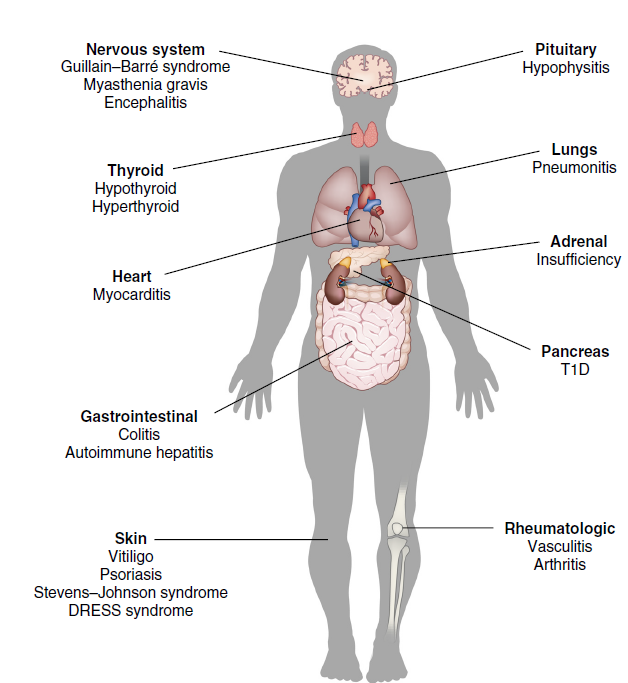 Nervous system
Guillain–Barré syndrome
Myasthenia gravis
Encephalitis
Pituitary
Hypophysitis
Thyroid
Hypothyroid
Hyperthyroid
Lungs
Pneumonitis
Heart
Myocarditis
Adrenal
Insufficiency
Pancreas
T1D
Gastrointestinal
Colitis
Autoimmune hepatitis
Skin
Vitiligo
Psoriasis
Stevens–Johnson syndrome
DRESS syndrome
Rheumatologic
Vasculitis
Arthritis